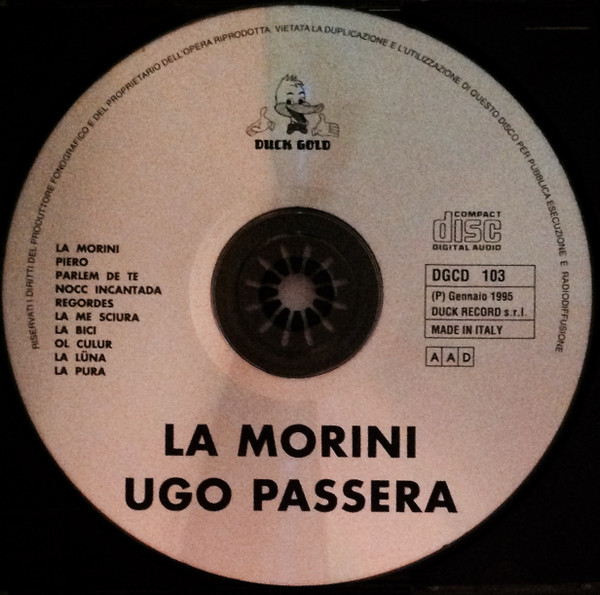 RISERVATI I DIRITTI DEL PRODUTTORE FONOGRAFICO E DEL PROPRIETARIO DELL'OPERA RIPRODOTTA. VIETATA LA DUPLICAZIONE E L'UTILIZZAZIONE DI QUESTO DISCO PER PUBBLICA ESECUZIONE E RADIODIFFUSIONE
DUCK GOLD
COMPACT
disc
DIGITAL AUDIO
LA MORINI
PIERO
PARLEM DE TE
NOCC INCANTADA
REGORDES
LA ME SCIURA
LA BICI
OL CULUR
LA LÜNA
LA PURA
DGCD 103
(P) Gennaio 1995
DUCK RECORD s.r.l.
MADE IN ITALY
A A D
LA MORINI
UGO PASSERA